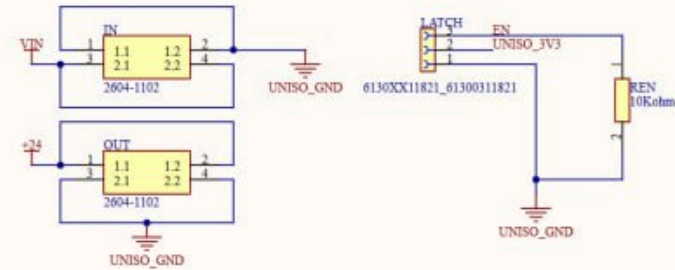 IN
VIN
1 1.1 1.2 2
3 2.1 2.2 4
2604-1102
UNISO_GND
+24
OUT
1 1.1 1.2 2
3 2.1 2.2 4
2604-1102
UNISO_GND
LATCH
3 EN
2 UNISO_3V3
1
6130XX11821_61300311821
1
REN
10Kohm
2
UNISO_GND